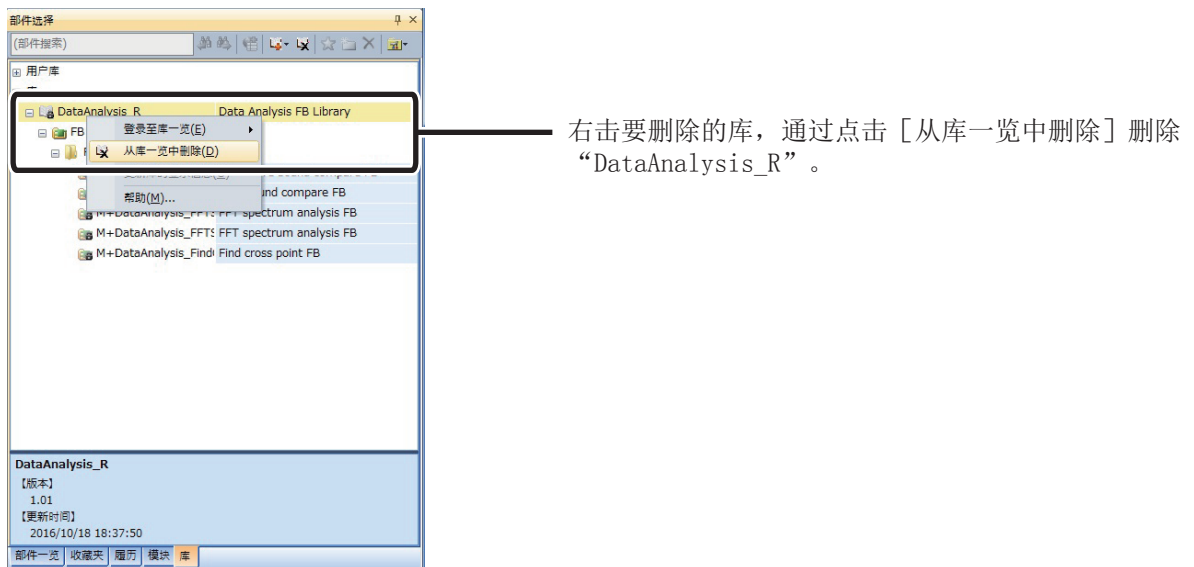 部件选择
(部件搜索)
用户库
DataAnalysis_R Data Analysis FB Library
FB
登录至库一览(E)
从库一览中删除(D)
帮助(M)... und compare FB
M+DataAnalysis_FFTS FFT spectrum analysis FB
M+DataAnalysis_FFTS FFT spectrum analysis FB
M+DataAnalysis_Find Find cross point FB
右击要删除的库，通过点击［从库一览中删除］删除
“DataAnalysis_R”。
DataAnalysis_R
【版本】
1.01
【更新时间】
2016/10/18 18:37:50
部件一览 收藏夹 履历 模块 库